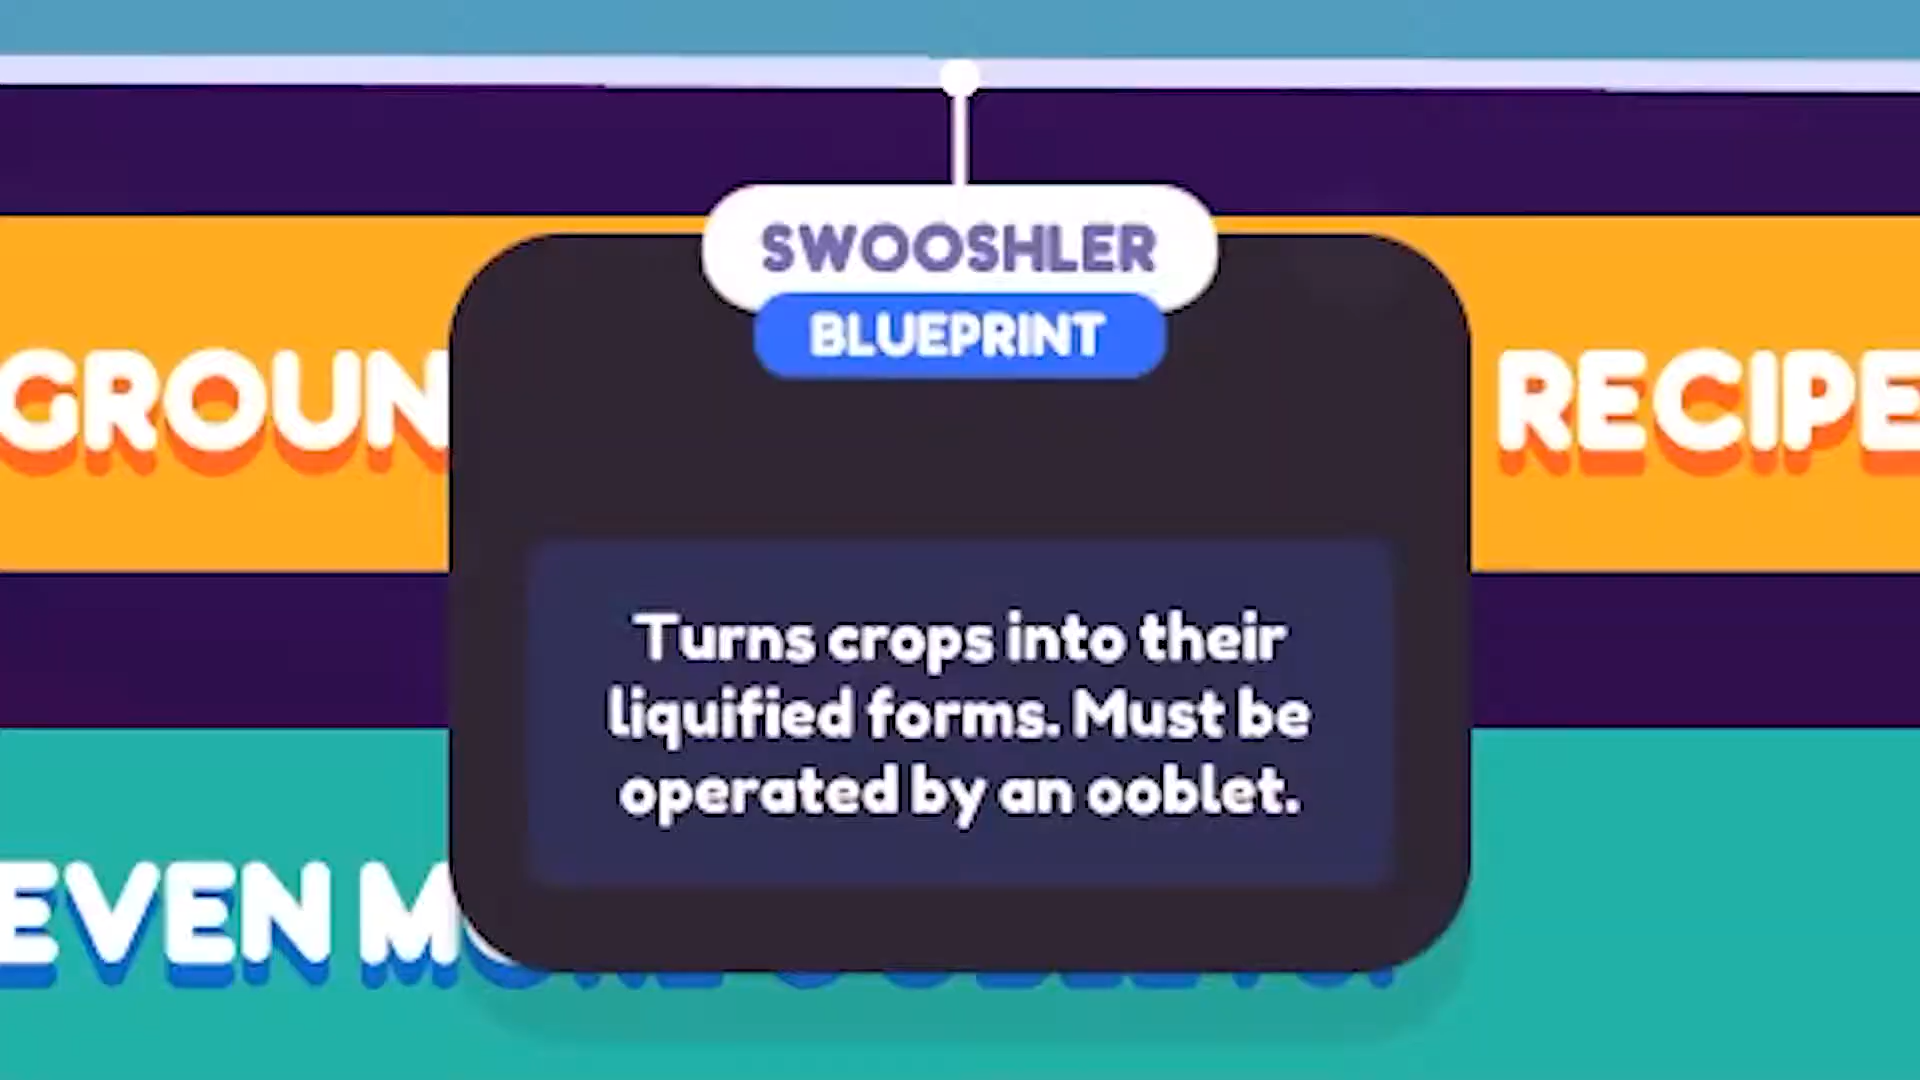 SWOOSHLER
BLUEPRINT
GROUN
RECIPE
Turns crops into their
liquified forms. Must be
operated by an ooblet.
EVEN M